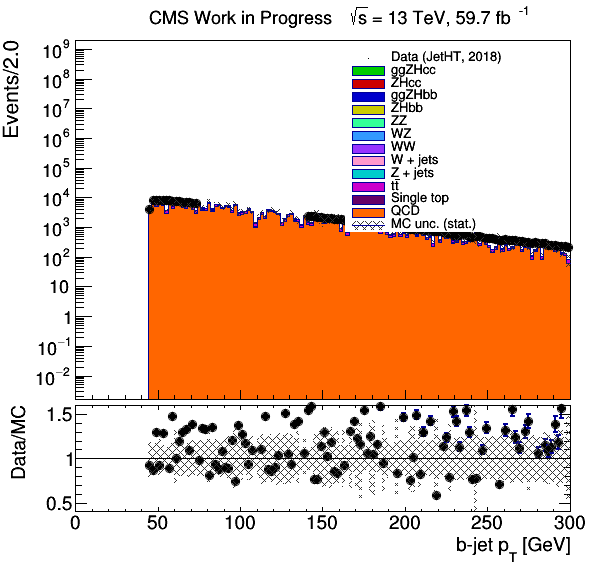 CMS Work in Progress √s = 13 TeV, 59.7 fb⁻¹
Events/2.0
10⁹
10⁸
10⁷
10⁶
10⁵
10⁴
10³
10²
10
1
10⁻¹
10⁻²
Data (JetHT, 2018)
ggZHcc
ZHcc
ggZHbb
ZHbb
ZZ
WZ
WW
W + jets
Z + jets
tt̄
Single top
QCD
MC unc. (stat.)
Data/MC
1.5
1
0.5
0 50 100 150 200 250 300
b-jet p_T [GeV]